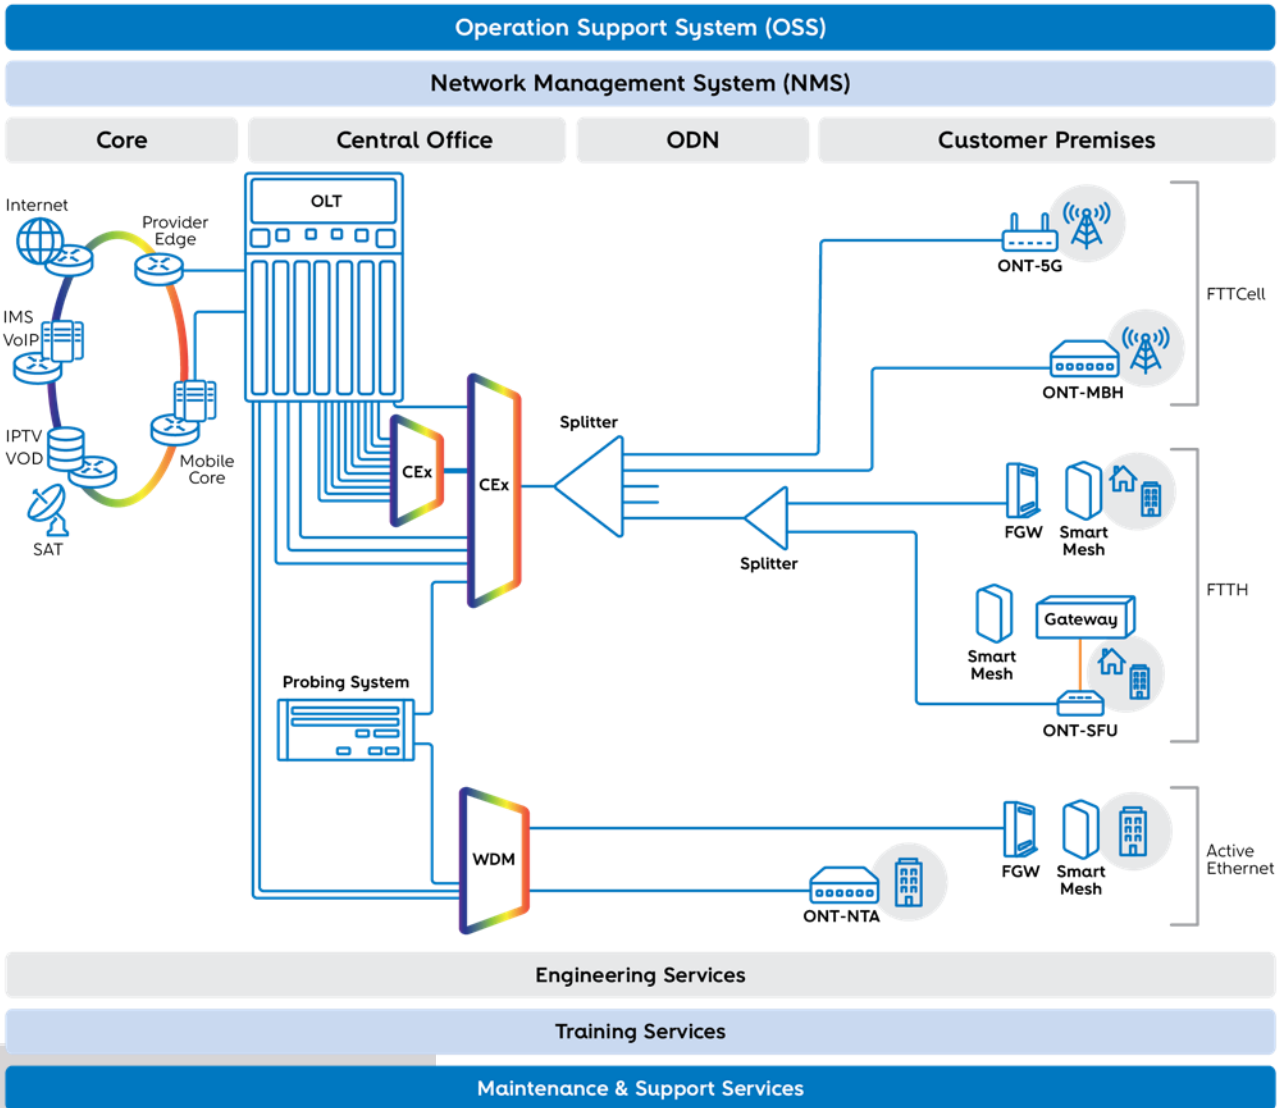 Operation Support System (OSS)
Network Management System (NMS)
Core
Central Office
ODN
Customer Premises
Internet
Provider
Edge
IMS
VoIP
IPTV
VOD
SAT
Mobile
Core
OLT
CEx
CEx
Splitter
Splitter
Probing System
WDM
ONT-5G
ONT-MBH
FTTCell
FGW
Smart
Mesh
Smart
Mesh
Gateway
ONT-SFU
FTTH
FGW
Smart
Mesh
ONT-NTA
Active
Ethernet
Engineering Services
Training Services
Maintenance & Support Services